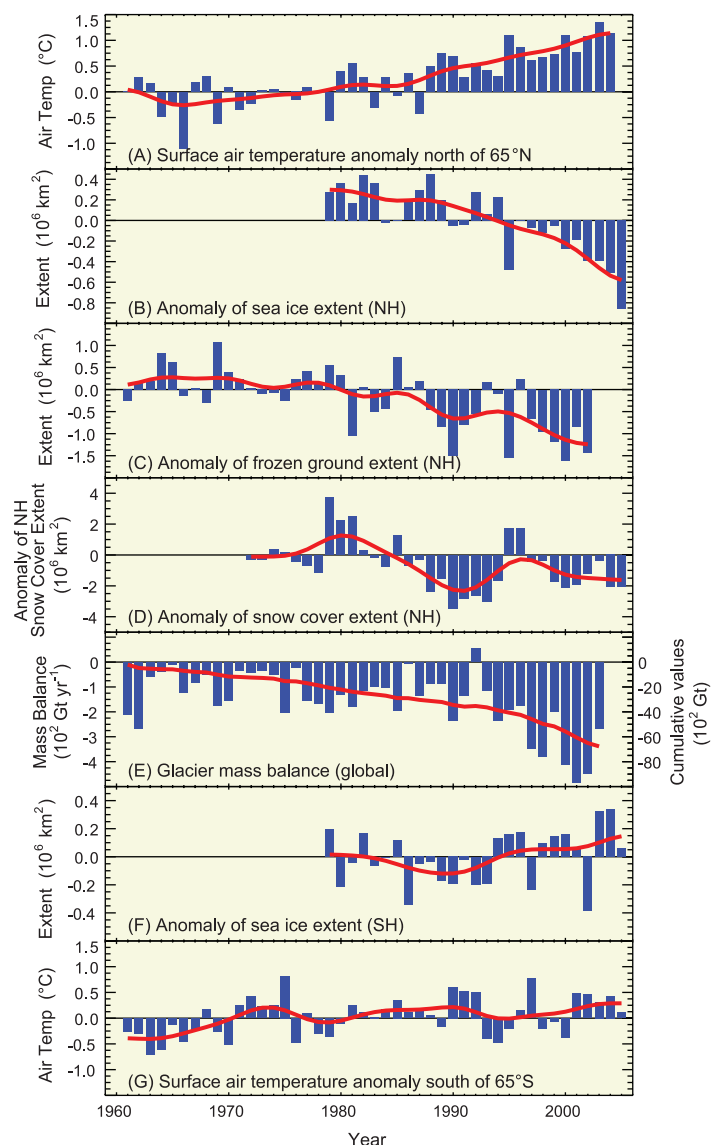 1.5
1.0
0.5
0.0
-0.5
-1.0
Air Temp (°C)
(A) Surface air temperature anomaly north of 65°N
0.4
0.2
0.0
-0.2
-0.4
-0.6
-0.8
Extent (10⁶ km²)
(B) Anomaly of sea ice extent (NH)
1.0
0.5
0.0
-0.5
-1.0
-1.5
Extent (10⁶ km²)
(C) Anomaly of frozen ground extent (NH)
4
2
0
-2
-4
Anomaly of NH
Snow Cover Extent
(10⁶ km²)
(D) Anomaly of snow cover extent (NH)
0
-1
-2
-3
-4
Mass Balance
(10² Gt yr⁻¹)
(E) Glacier mass balance (global)
0
-20
-40
-60
-80
Cumulative values
(10² Gt)
0.4
0.2
0.0
-0.2
-0.4
Extent (10⁶ km²)
(F) Anomaly of sea ice extent (SH)
1.5
1.0
0.5
0.0
-0.5
-1.0
Air Temp (°C)
(G) Surface air temperature anomaly south of 65°S
1960 1970 1980 1990 2000
Year